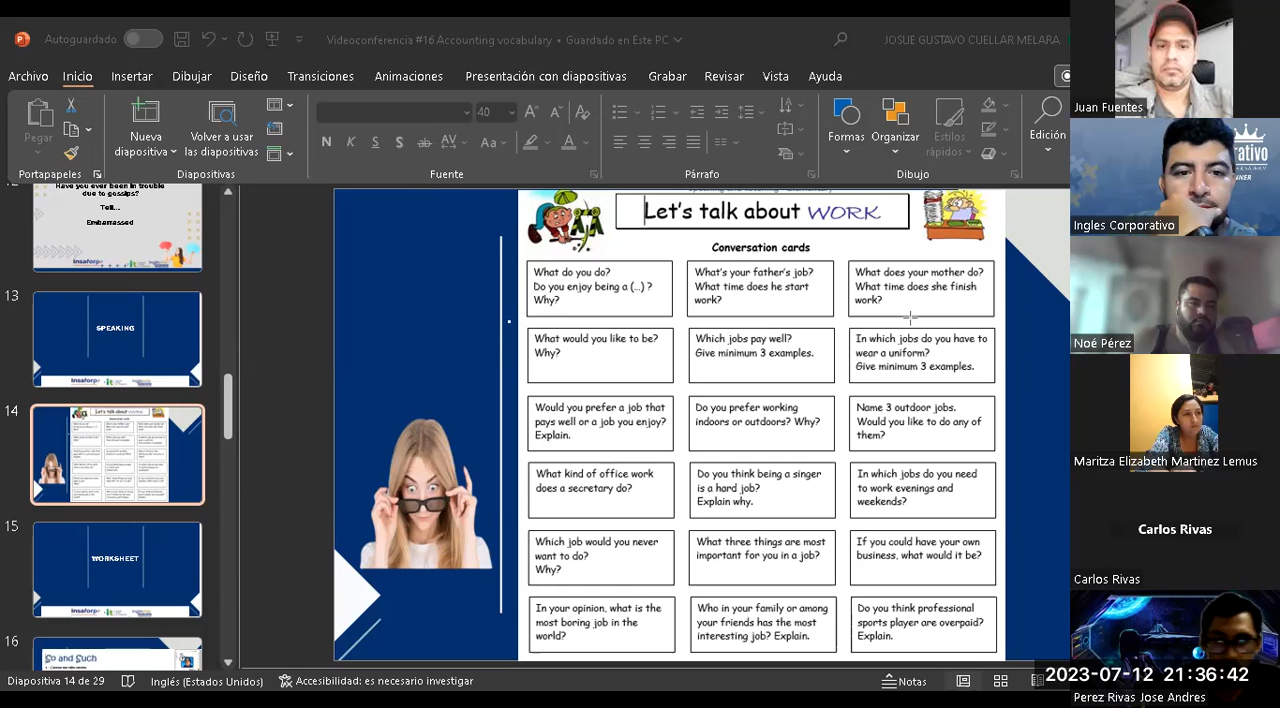 Autoguardado
Videoconferencia #16 Accounting vocabulary • Guardado en Este PC
JOSUE GUSTAVO CUELLAR MELARA
Archivo Inicio Insertar Dibujar Diseño Transiciones Animaciones Presentación con diapositivas Grabar Revisar Vista Ayuda
Pegar
Nueva diapositiva
Volver a usar las diapositivas
40
N K S S ab AV Aa A
Formas
Organizar
Estilos rápidos
Edición
Portapapeles
Diapositivas
Fuente
Párrafo
Dibujo
Have you ever been in trouble
due to gossips?
Tell...
Embarrassed
13
SPEAKING
Insaforp
14
Let's talk about WORK
15
WORKSHEET
Insaforp
16
So and Such
Let's talk about WORK
Conversation cards
What do you do?
Do you enjoy being a (...) ?
Why?
What's your father's job?
What time does he start
work?
What does your mother do?
What time does she finish
work?
What would you like to be?
Why?
Which jobs pay well?
Give minimum 3 examples.
In which jobs do you have to
wear a uniform?
Give minimum 3 examples.
Would you prefer a job that
pays well or a job you enjoy?
Explain.
Do you prefer working
indoors or outdoors? Why?
Name 3 outdoor jobs.
Would you like to do any of
them?
What kind of office work
does a secretary do?
Do you think being a singer
is a hard job?
Explain why.
In which jobs do you need
to work evenings and
weekends?
Which job would you never
want to do?
Why?
What three things are most
important for you in a job?
If you could have your own
business, what would it be?
In your opinion, what is the
most boring job in the
world?
Who in your family or among
your friends has the most
interesting job? Explain.
Do you think professional
sports player are overpaid?
Explain.
Juan Fuentes
Ingles Corporativo
Noé Pérez
Maritza Elizabeth Martinez Lemus
Carlos Rivas
Carlos Rivas
2023-07-12 21:36:42
Perez Rivas Jose Andres
Diapositiva 14 de 29
Inglés (Estados Unidos)
Accesibilidad: es necesario investigar
Notas